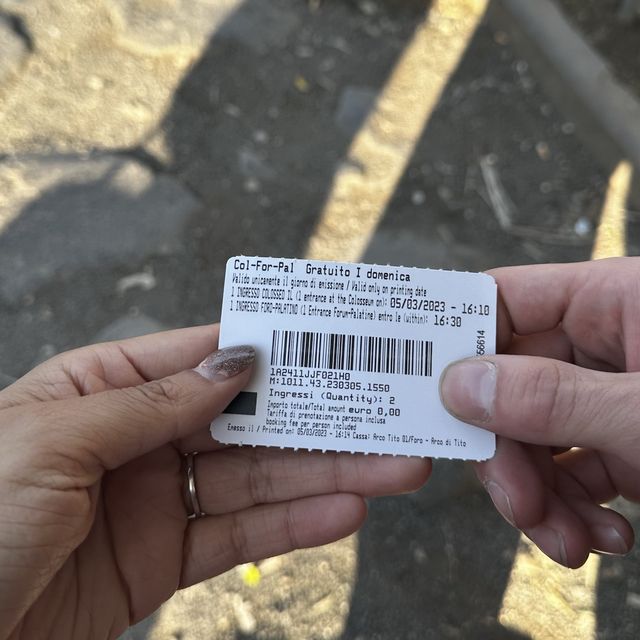 Col-For-Pal Gratuito I domenica
Valido unicamente il giorno di emissione / Valid only on printing date
1 INGRESSO COLOSSEO IL (1 entrance at the Colosseum on): 05/03/2023 - 16:10
1 INGRESSO FORO-PALATINO (1 Entrance Forum-Palatine) entro le (within): 16:30
1A2411JJF021H0
M:1011.43.230305.1550
Ingressi (Quantity): 2
Importo totale/Total amount euro 0,00
Tariffa di prenotazione a persona inclusa
booking fee per person included
Emesso il / Printed on: 05/03/2023 - 16:14 Cassa: Arco Tito 01/Foro - Arco di Tito